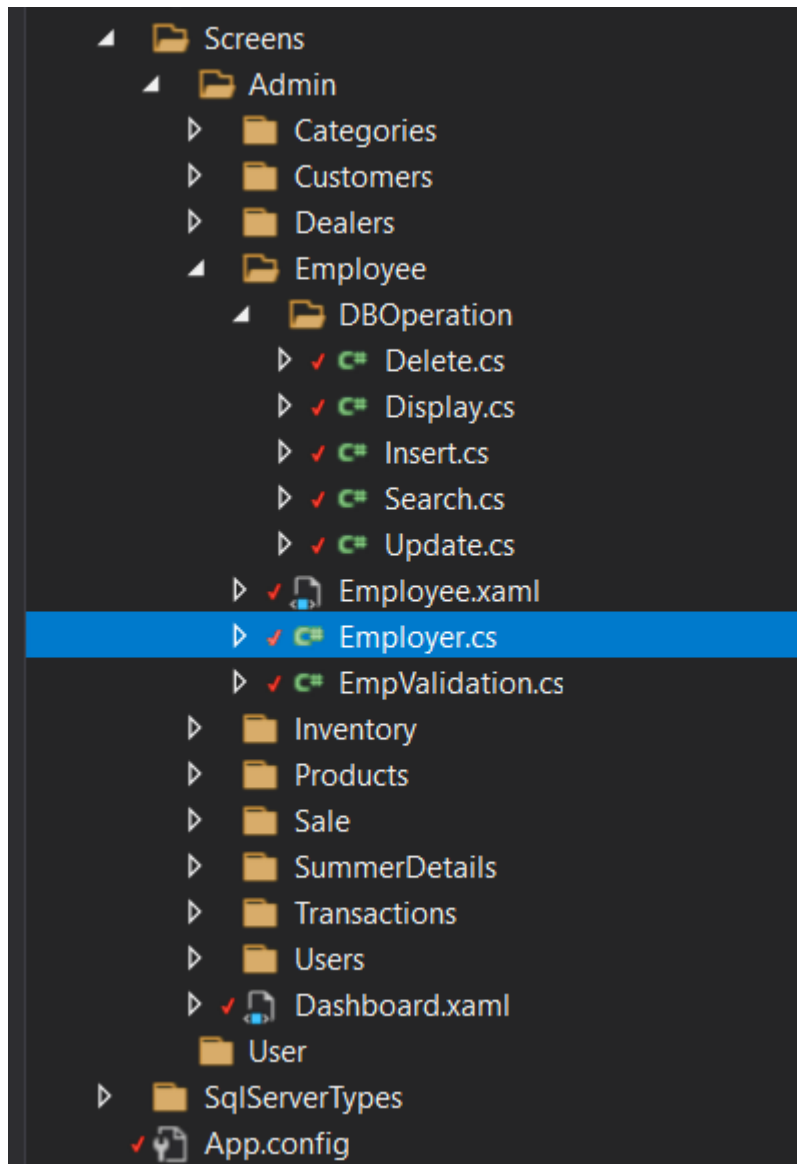 Screens
Admin
Categories
Customers
Dealers
Employee
DBOperation
C# Delete.cs
C# Display.cs
C# Insert.cs
C# Search.cs
C# Update.cs
Employee.xaml
C# Employer.cs
C# EmpValidation.cs
Inventory
Products
Sale
SummerDetails
Transactions
Users
Dashboard.xaml
User
SqlServerTypes
App.config